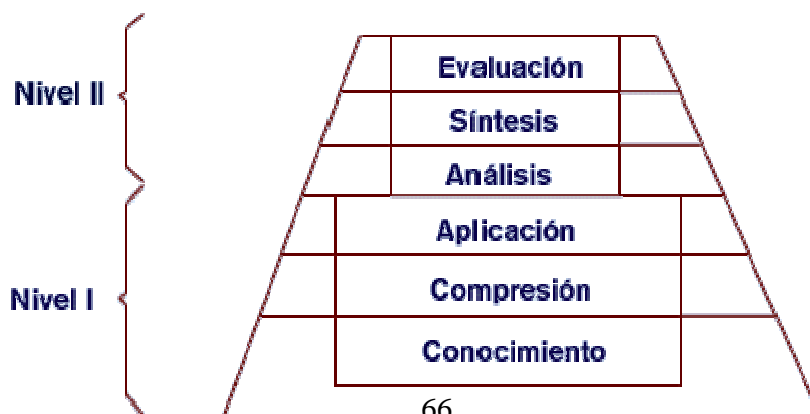 Evaluación
Nivel II
Síntesis
Análisis
Aplicación
Nivel I
Compresión
Conocimiento
66